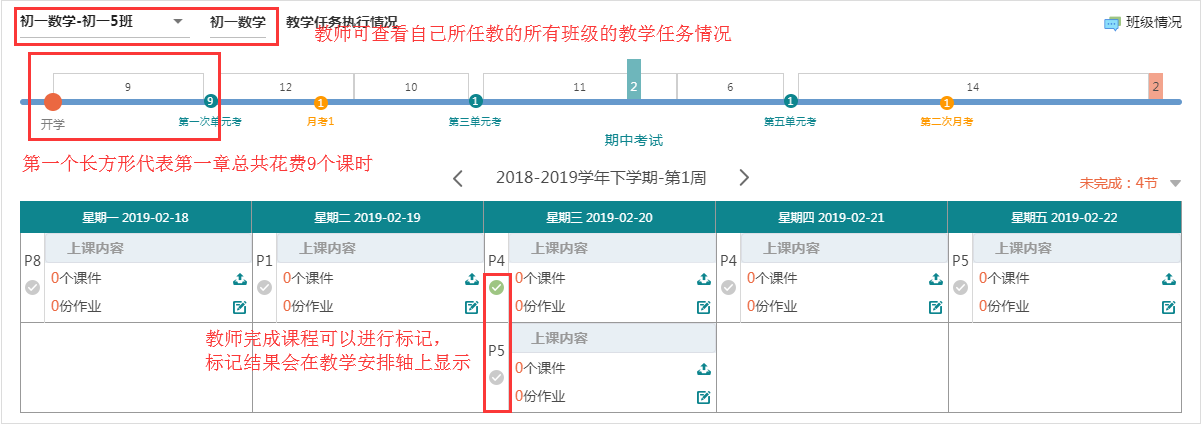 初一数学-初一5班 初一数学 教学任务执行情况 班级情况
教师可查看自己所任教的所有班级的教学任务情况
9 12 10 11 2 6 14 2
9 1 1 1 1
开学 第一次单元考 月考1 第三单元考 第五单元考 第二次月考
期中考试
第一个长方形代表第一章总共花费9个课时
2018-2019学年下学期-第1周
未完成：4节
星期一 2019-02-18 星期二 2019-02-19 星期三 2019-02-20 星期四 2019-02-21 星期五 2019-02-22
上课内容 上课内容 上课内容 上课内容 上课内容
P8 P1 P4 P4 P5
0个课件 0个课件 0个课件 0个课件 0个课件
0份作业 0份作业 0份作业 0份作业 0份作业
教师完成课程可以进行标记，
标记结果会在教学安排轴上显示
上课内容
P5
0个课件
0份作业